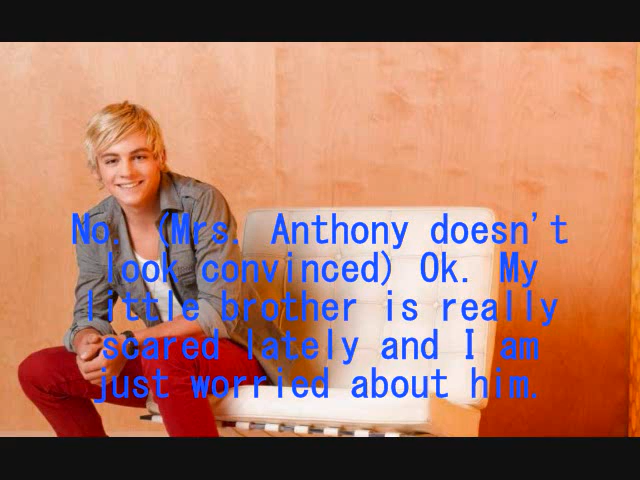 No. (Mrs. Anthony doesn't
look convinced) Ok. My
little brother is really
scared lately and I am
just worried about him.